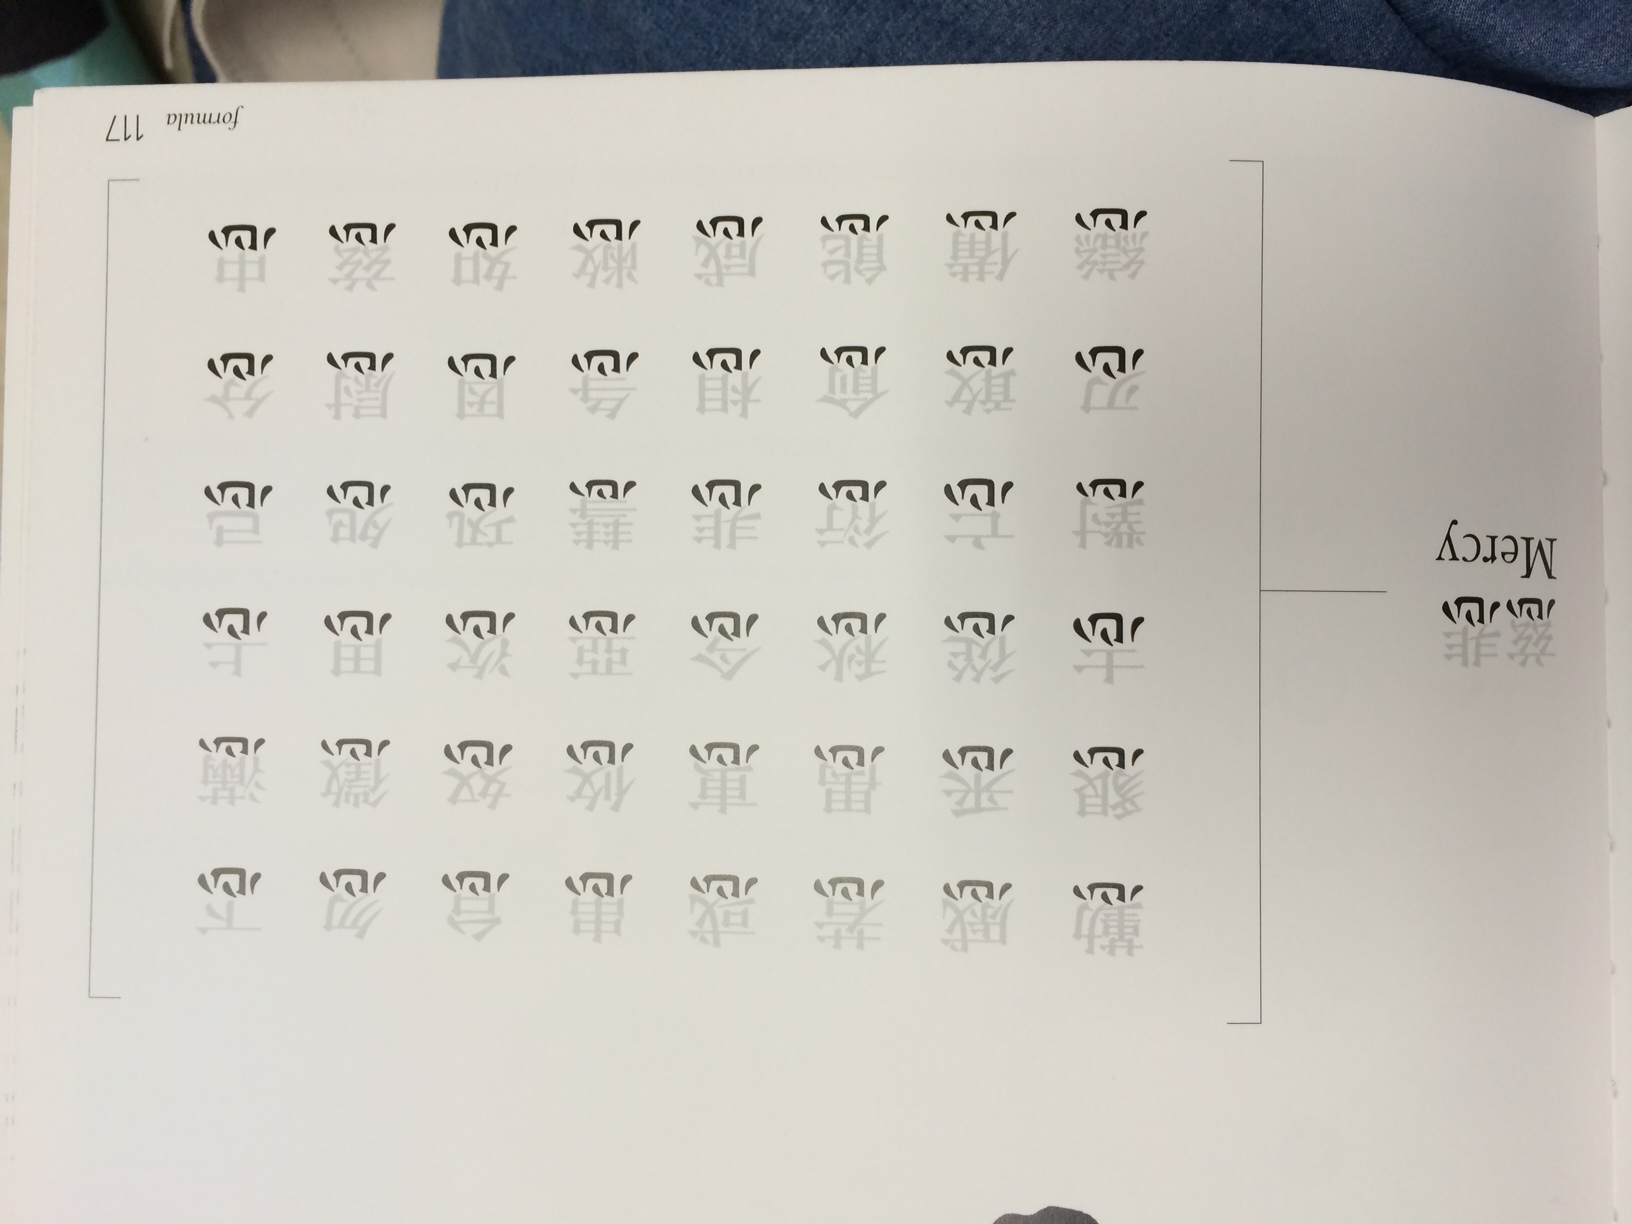 懃 慼 惹 惑 患 怠 忽 忑
懇 悉 愚 惠 悠 怒 懲 懣
志 慫 愁 念 惡 恣 思 忐
慈悲
Mercy
懟 忘 愆 悲 慧 恐 怨 忌
忍 憨 愈 想 急 恩 慰 忿
戀 憊 態 感 憋 恕 慈 忠
formula 117